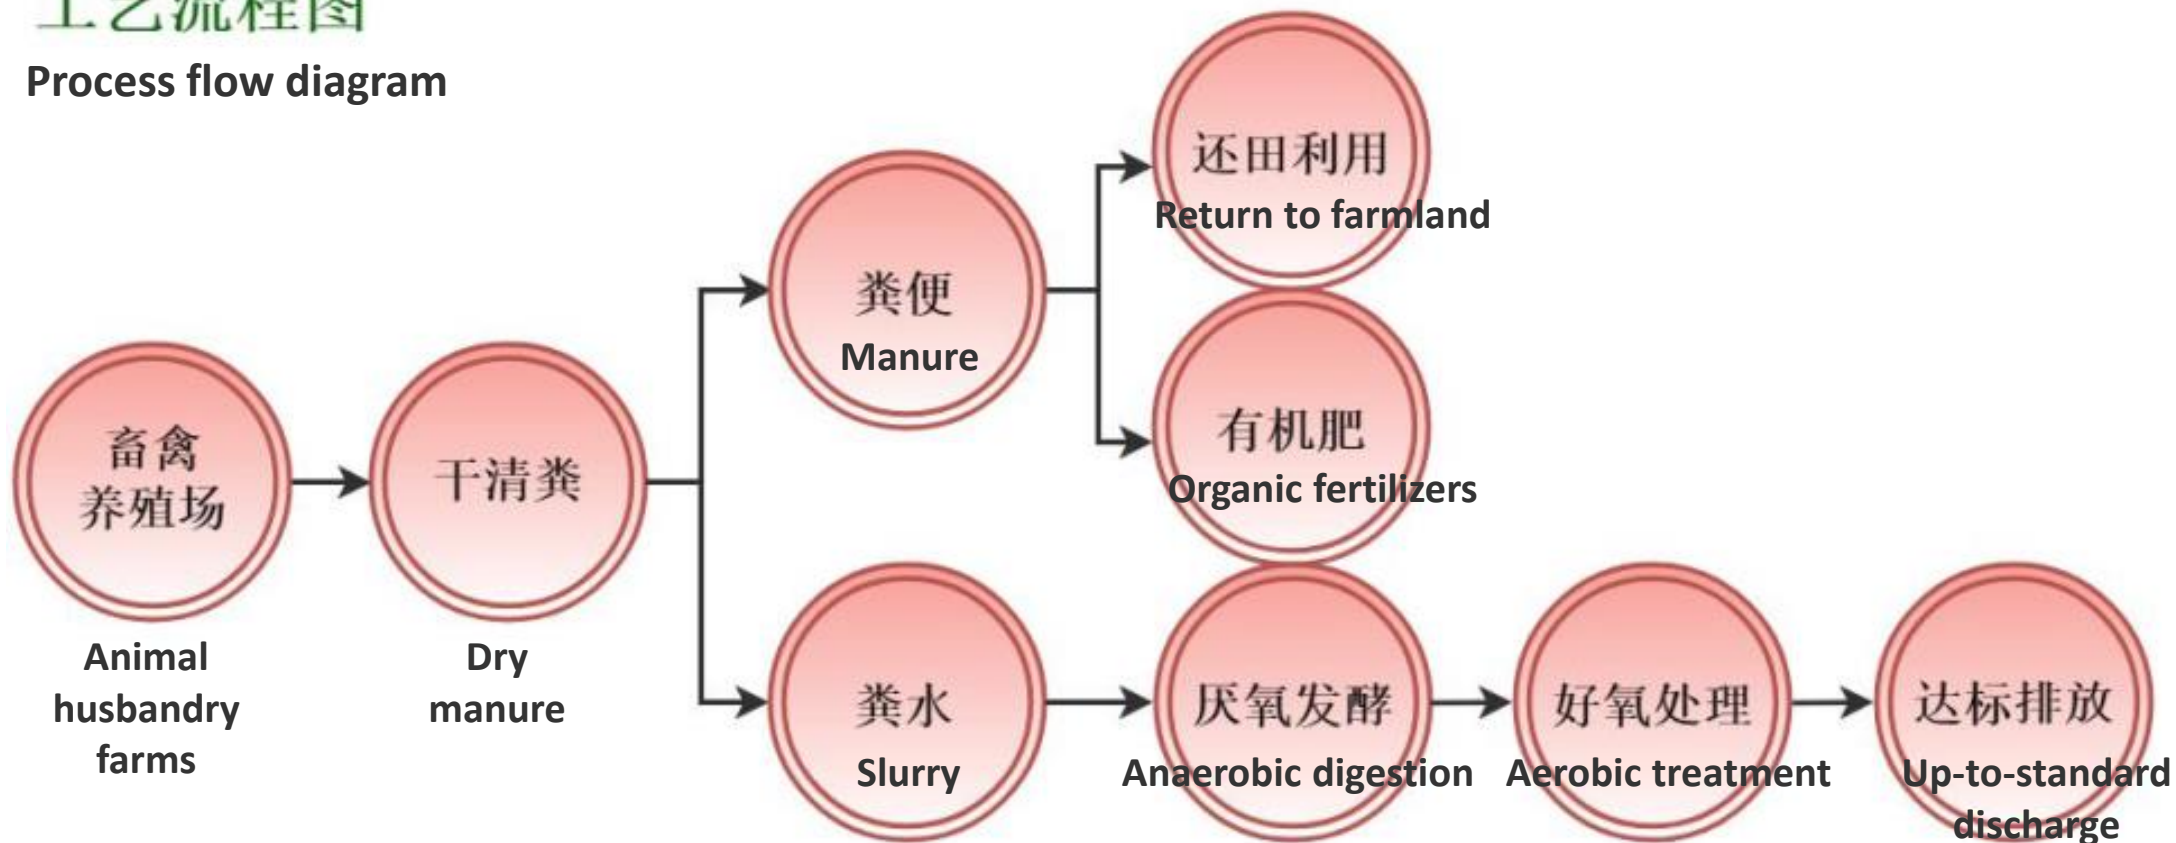 工艺流程图
Process flow diagram
畜禽
养殖场
Animal
husbandry
farms
干清粪
Dry
manure
粪便
Manure
还田利用
Return to farmland
有机肥
Organic fertilizers
粪水
Slurry
厌氧发酵
Anaerobic digestion
好氧处理
Aerobic treatment
达标排放
Up-to-standard
discharge